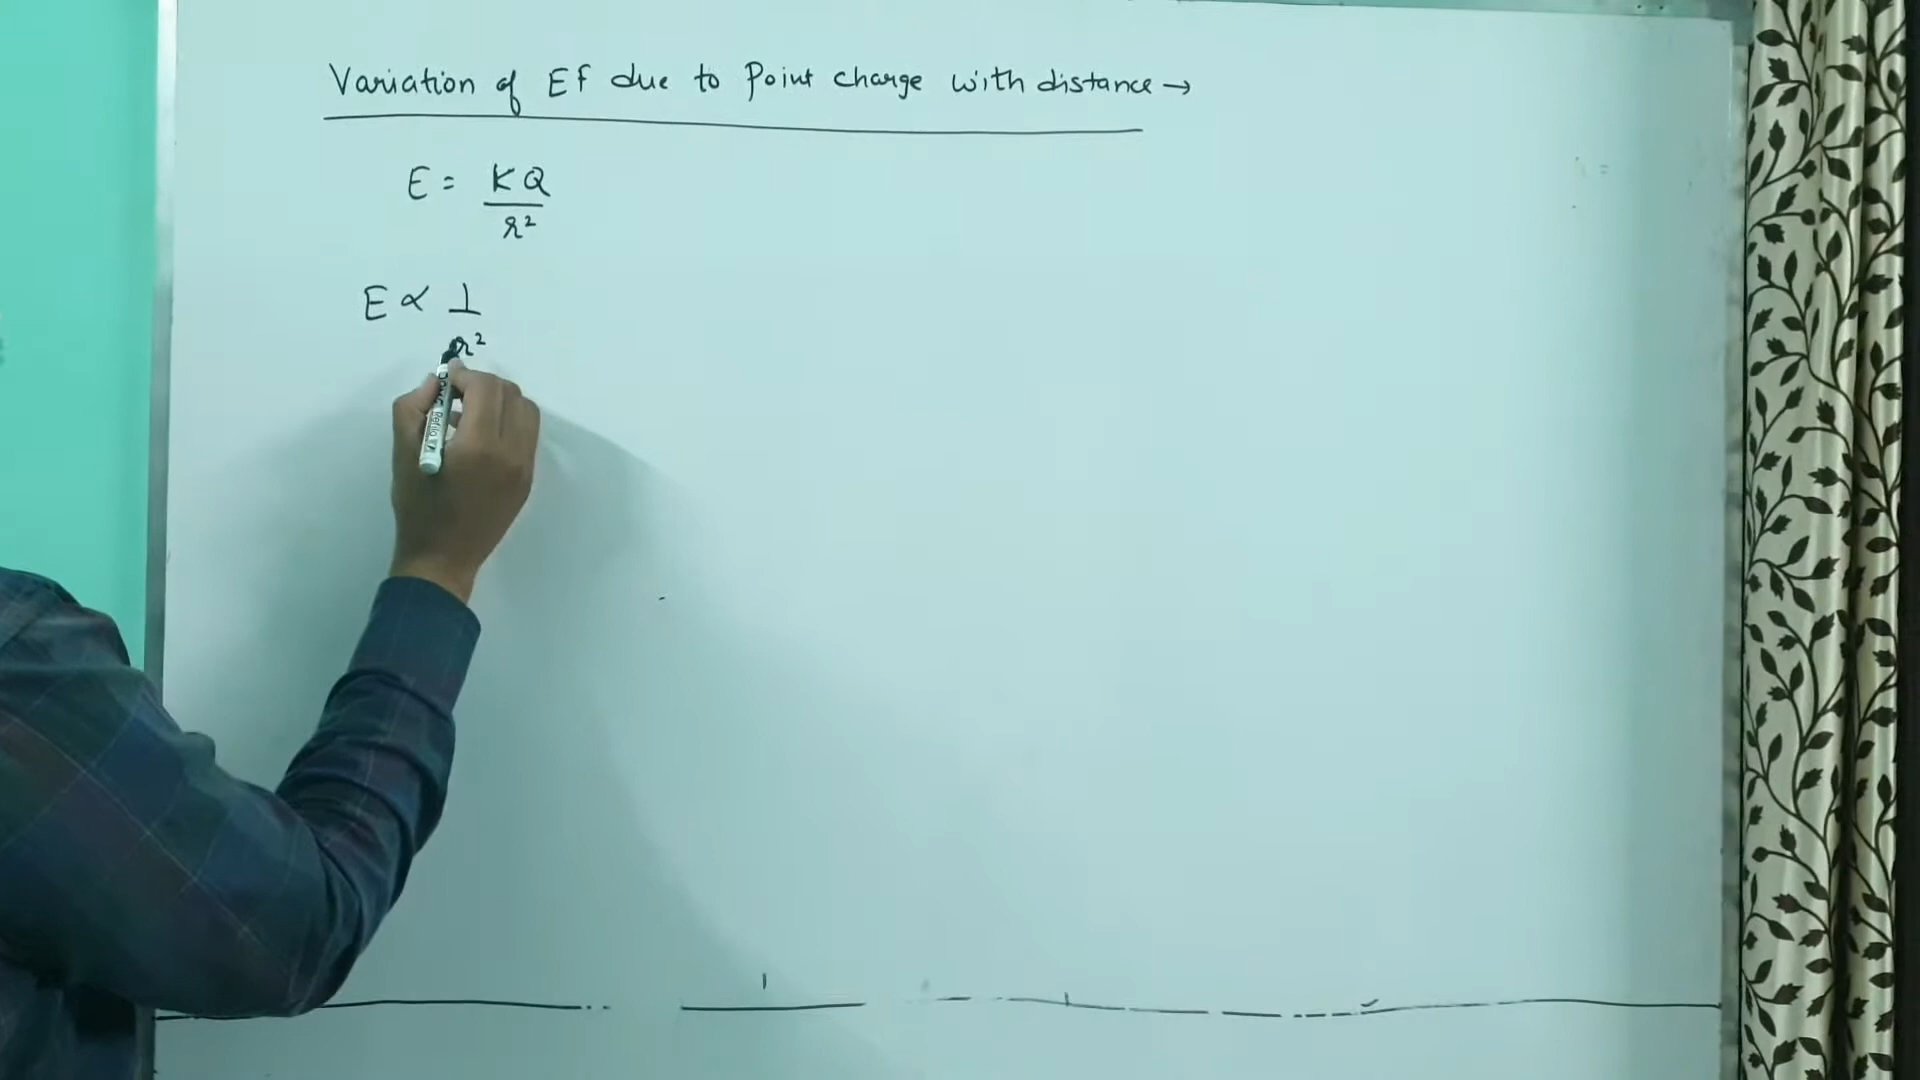 Variation of EF due to Point charge with distance →
E = KQ
r²
E ∝ 1
r²